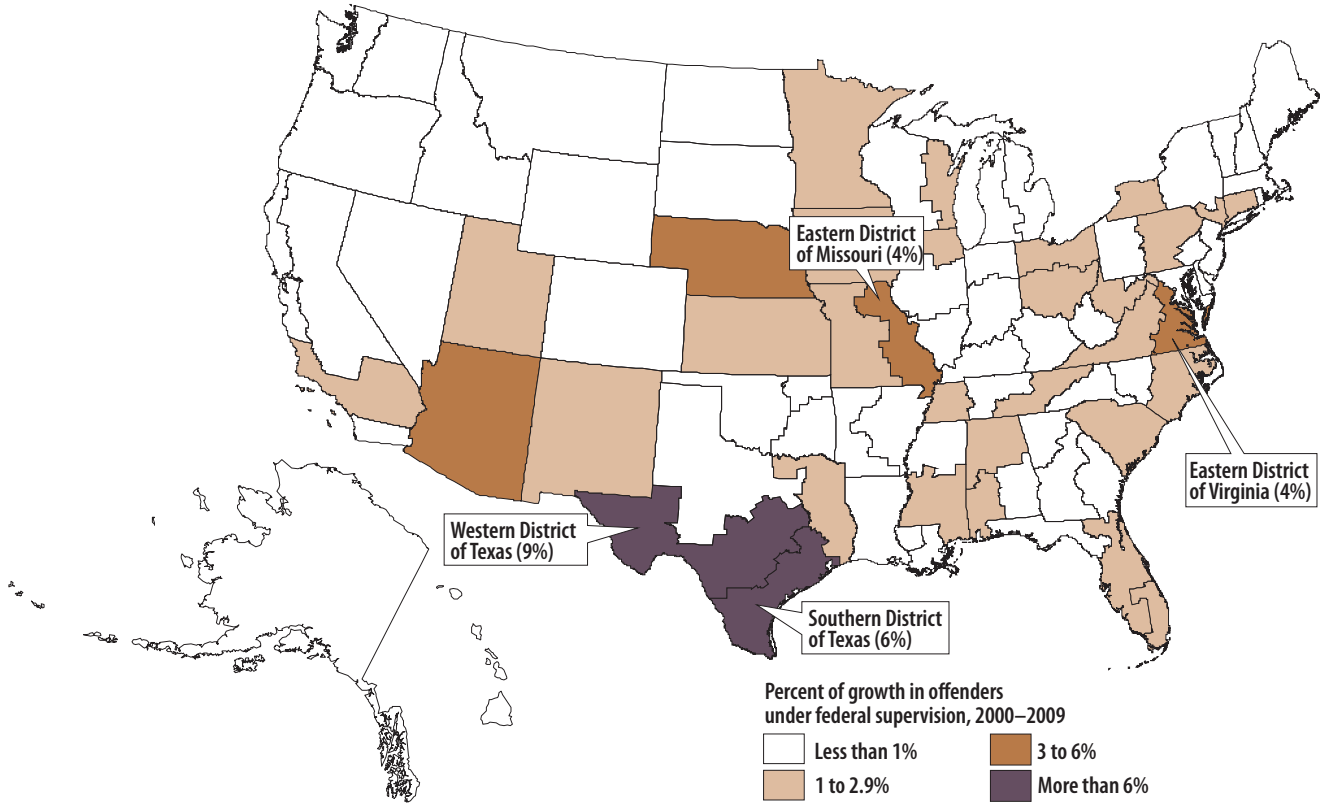 Eastern District
of Missouri (4%)
Eastern District
of Virginia (4%)
Western District
of Texas (9%)
Southern District
of Texas (6%)
Percent of growth in offenders
under federal supervision, 2000–2009
Less than 1%
3 to 6%
1 to 2.9%
More than 6%